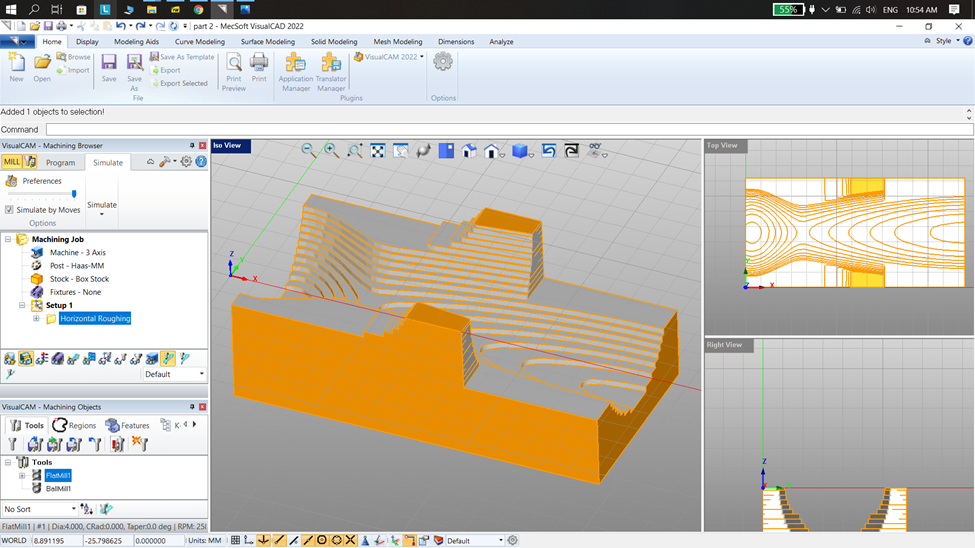 55%
ENG
10:54 AM
part 2 - MecSoft VisualCAD 2022
Home
Display
Modeling Aids
Curve Modeling
Surface Modeling
Solid Modeling
Mesh Modeling
Dimensions
Analyze
Style
New
Open
Browse
Import
Save
Save As
Save As Template
Export
Export Selected
File
Print Preview
Print
Application Manager
Translator Manager
VisualCAM 2022
Plugins
Options
Added 1 objects to selection!
Command
VisualCAM - Machining Browser
MILL
Program
Simulate
Preferences
Simulate by Moves
Options
Simulate
Machining Job
Machine - 3 Axis
Post - Haas-MM
Stock - Box Stock
Fixtures - None
Setup 1
Horizontal Roughing
Default
VisualCAM - Machining Objects
Tools
Regions
Features
K
Tools
FlatMill1
BallMill1
No Sort
FlatMill1 | #1 | Dia:4.000, CRad:0.000, Taper:0.0 deg | RPM: 25
WORLD
8.891195
-25.798625
0.000000
Units: MM
Default
Iso View
Z
Y
X
Top View
Y
X
Right View
Z
Y